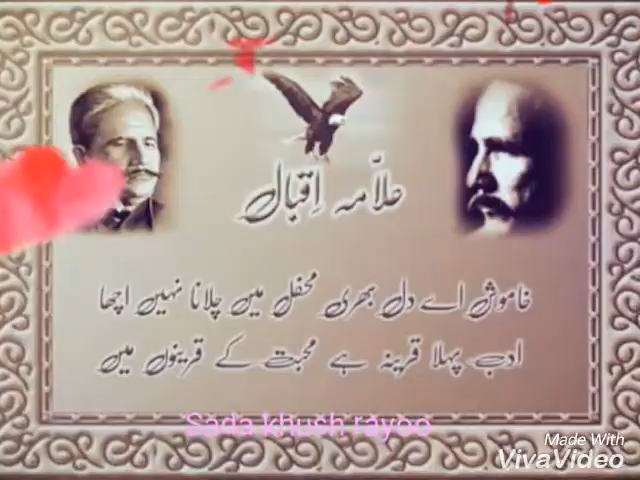 علامہ اِقبال
خاموش اے دل بھری محفل میں چلانا نہیں اچھا
ادب پہلا قرینہ ہے محبت کے قرینوں میں
Sada khush rayoo
Made With
VivaVideo